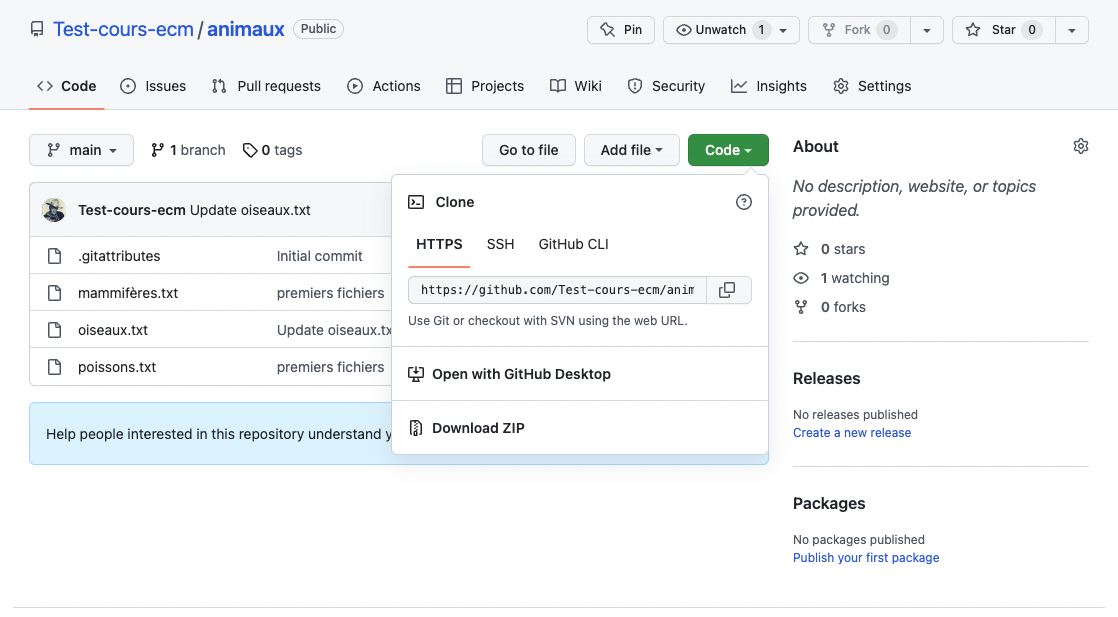 Test-cours-ecm / animaux Public Pin Unwatch 1 Fork 0 Star 0
Code Issues Pull requests Actions Projects Wiki Security Insights Settings
main 1 branch 0 tags Go to file Add file Code
Test-cours-ecm Update oiseaux.txt
.gitattributes Initial commit
mammifères.txt premiers fichiers
oiseaux.txt Update oiseaux.tx
poissons.txt premiers fichiers
Help people interested in this repository understand y
Clone
HTTPS SSH GitHub CLI
https://github.com/Test-cours-ecm/anim
Use Git or checkout with SVN using the web URL.
Open with GitHub Desktop
Download ZIP
About
No description, website, or topics
provided.
0 stars
1 watching
0 forks
Releases
No releases published
Create a new release
Packages
No packages published
Publish your first package